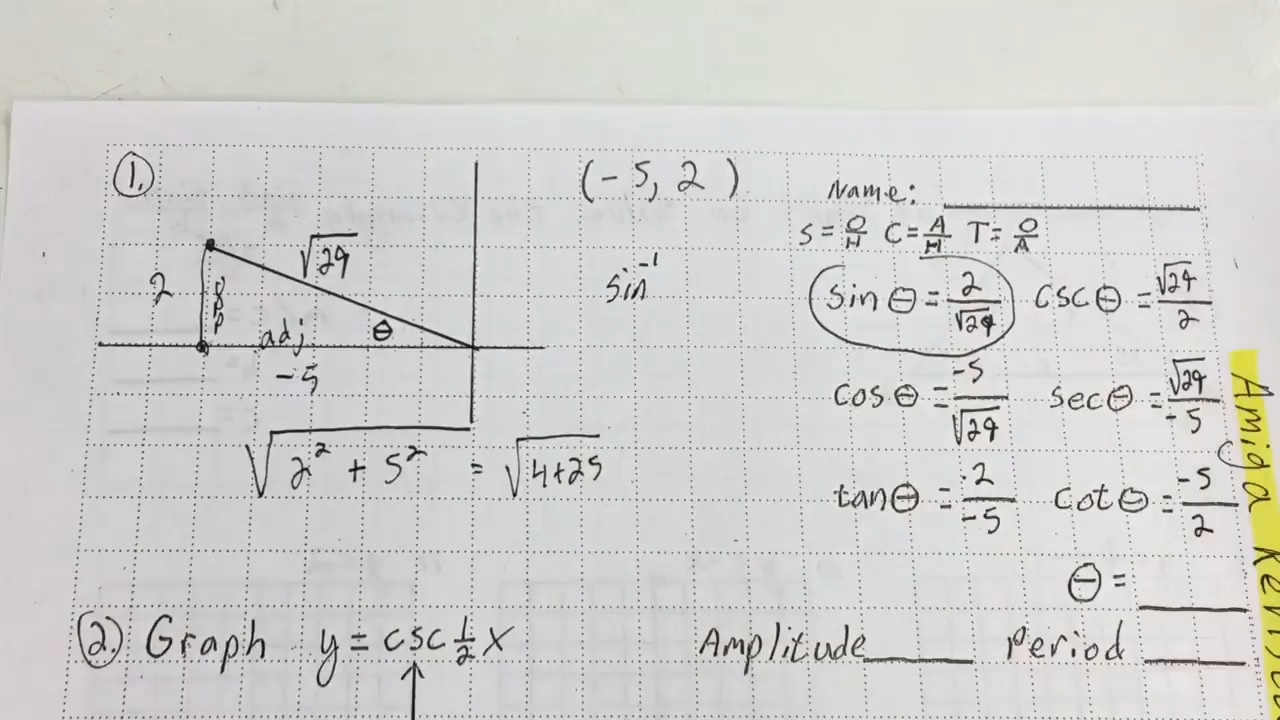 1.
(-5, 2)
Name:
S = O/H C = A/H T = O/A
2
opp
√29
θ
adj
-5
sin⁻¹
sin θ = 2/√29 csc θ = √29/2
cos θ = -5/√29 sec θ = √29/-5
tan θ = 2/-5 cot θ = -5/2
√2² + 5² = √4+25
θ =
2. Graph y = csc ½ x Amplitude Period
Amiga